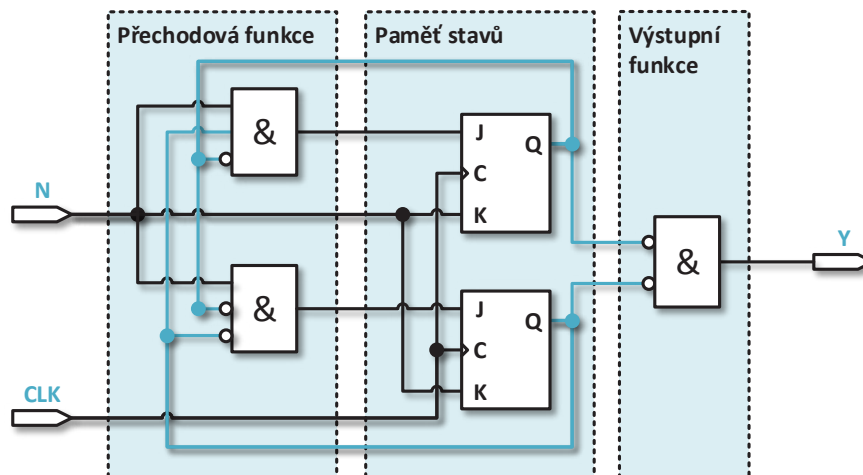 Přechodová funkce
Paměť stavů
Výstupní
funkce
&
J
Q
C
K
N
&
Y
&
J
Q
C
K
CLK